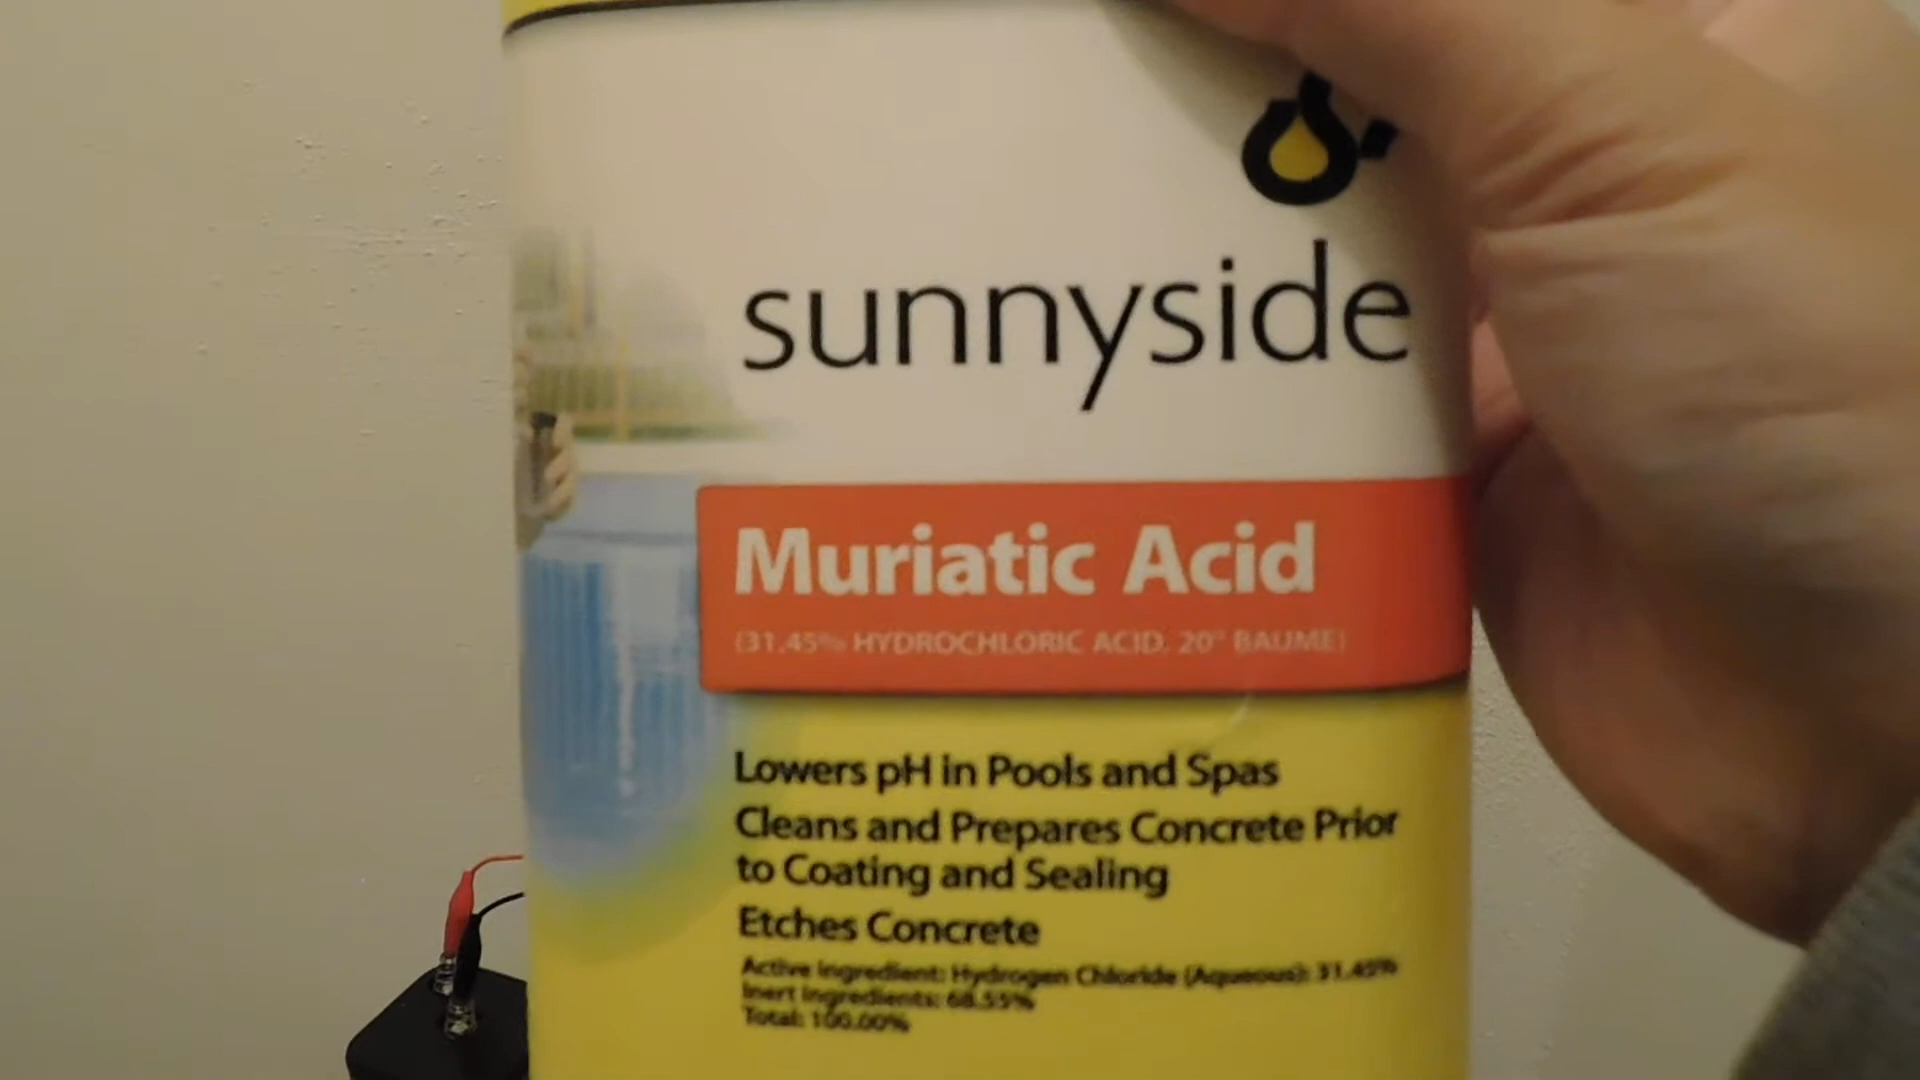 sunnyside
Muriatic Acid
(31.45% HYDROCHLORIC ACID, 20° BAUME)
Lowers pH in Pools and Spas
Cleans and Prepares Concrete Prior
to Coating and Sealing
Etches Concrete
Active Ingredient: Hydrogen Chloride (Aqueous): 31.45%
Inert Ingredients: 68.55%
Total: 100.00%